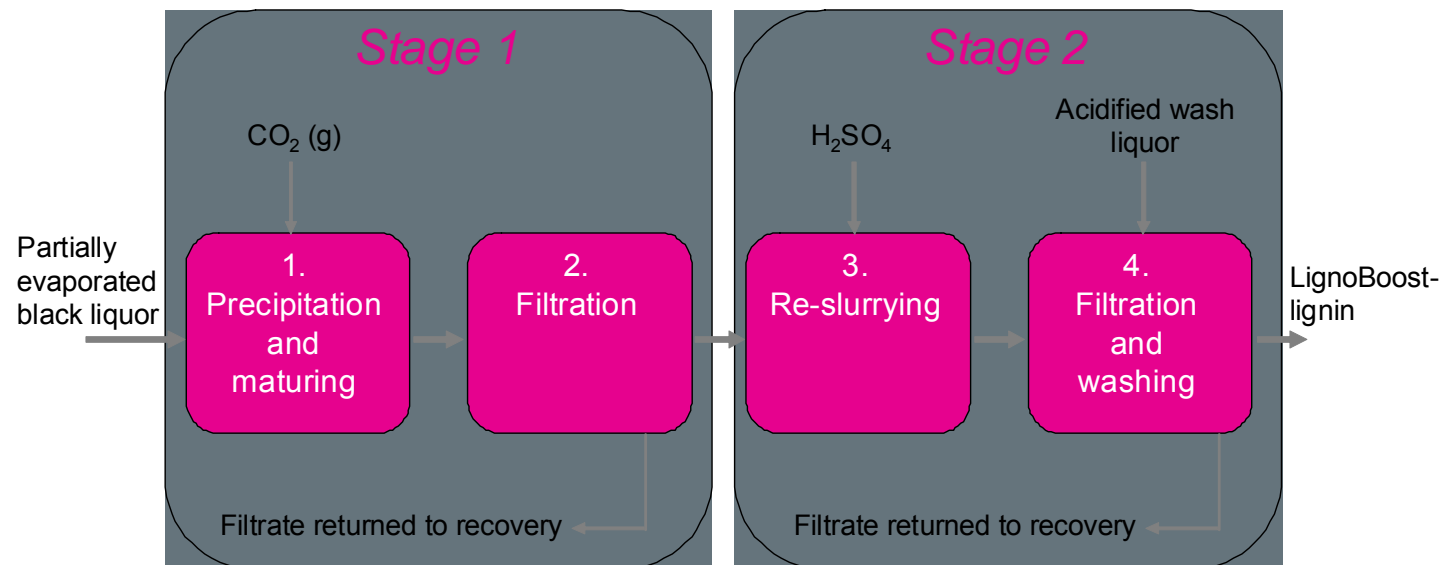 Stage 1
Stage 2
CO₂ (g)
H₂SO₄
Acidified wash
liquor
Partially
evaporated
black liquor
1.
Precipitation
and
maturing
2.
Filtration
3.
Re-slurrying
4.
Filtration
and
washing
LignoBoost-
lignin
Filtrate returned to recovery
Filtrate returned to recovery